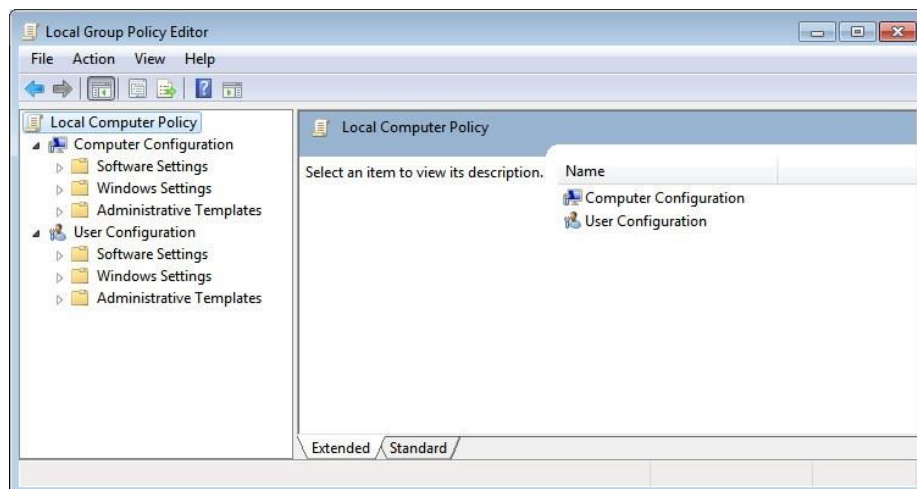 Local Group Policy Editor
File Action View Help
Local Computer Policy
Computer Configuration
Software Settings
Windows Settings
Administrative Templates
User Configuration
Software Settings
Windows Settings
Administrative Templates
Local Computer Policy
Select an item to view its description.
Name
Computer Configuration
User Configuration
Extended Standard